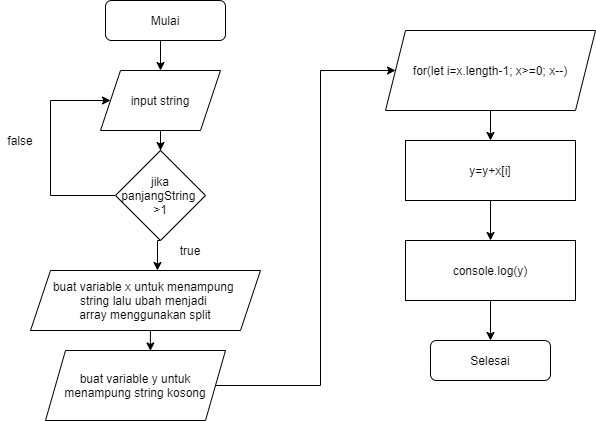 Mulai
input string
false
jika
panjangString
>1
true
buat variable x untuk menampung
string lalu ubah menjadi
array menggunakan split
buat variable y untuk
menampung string kosong
for(let i=x.length-1; x>=0; x--)
y=y+x[i]
console.log(y)
Selesai